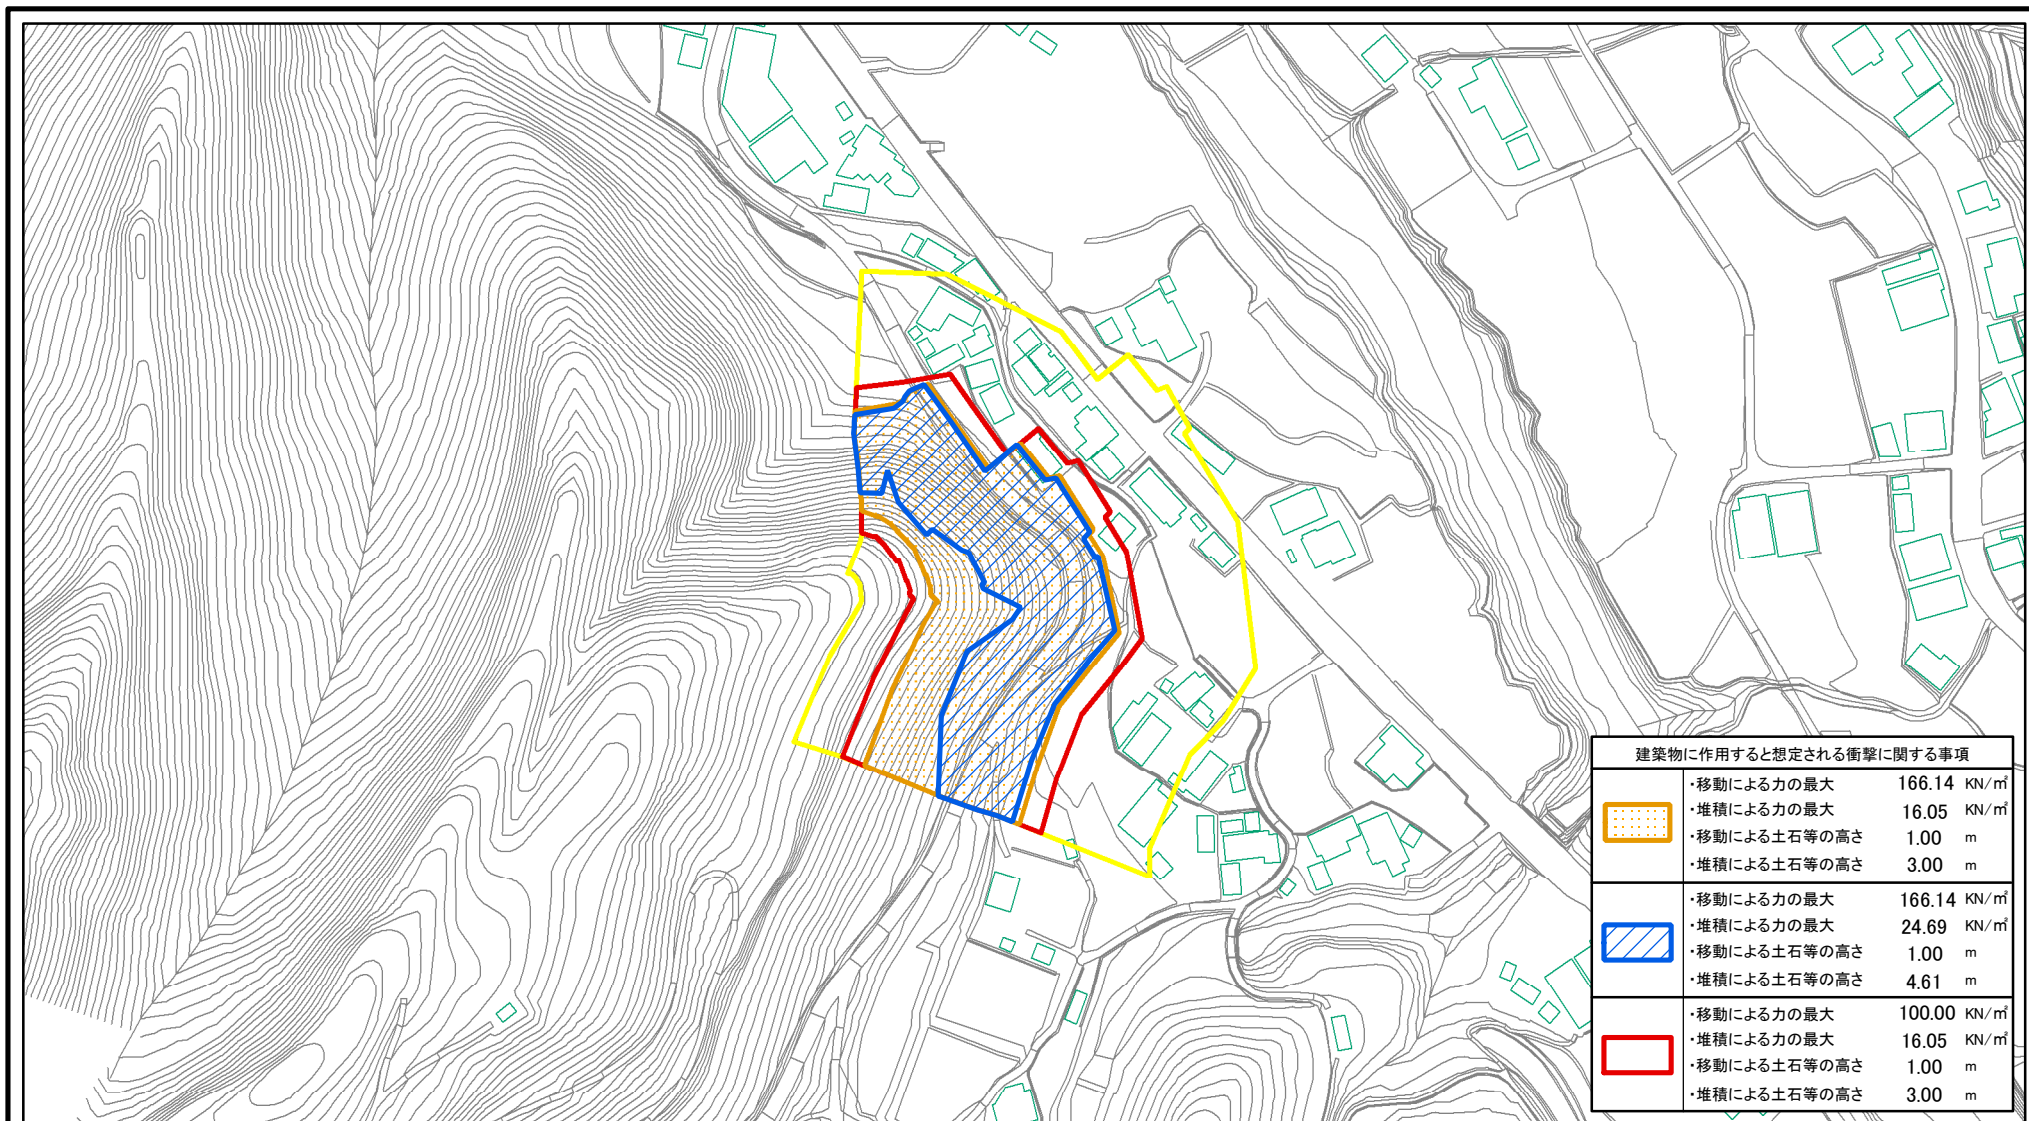 建築物に作用すると想定される衝撃に関する事項
・移動による力の最大 166.14 KN/㎡
・堆積による力の最大 16.05 KN/㎡
・移動による土石等の高さ 1.00 m
・堆積による土石等の高さ 3.00 m
・移動による力の最大 166.14 KN/㎡
・堆積による力の最大 24.69 KN/㎡
・移動による土石等の高さ 1.00 m
・堆積による土石等の高さ 4.61 m
・移動による力の最大 100.00 KN/㎡
・堆積による力の最大 16.05 KN/㎡
・移動による土石等の高さ 1.00 m
・堆積による土石等の高さ 3.00 m